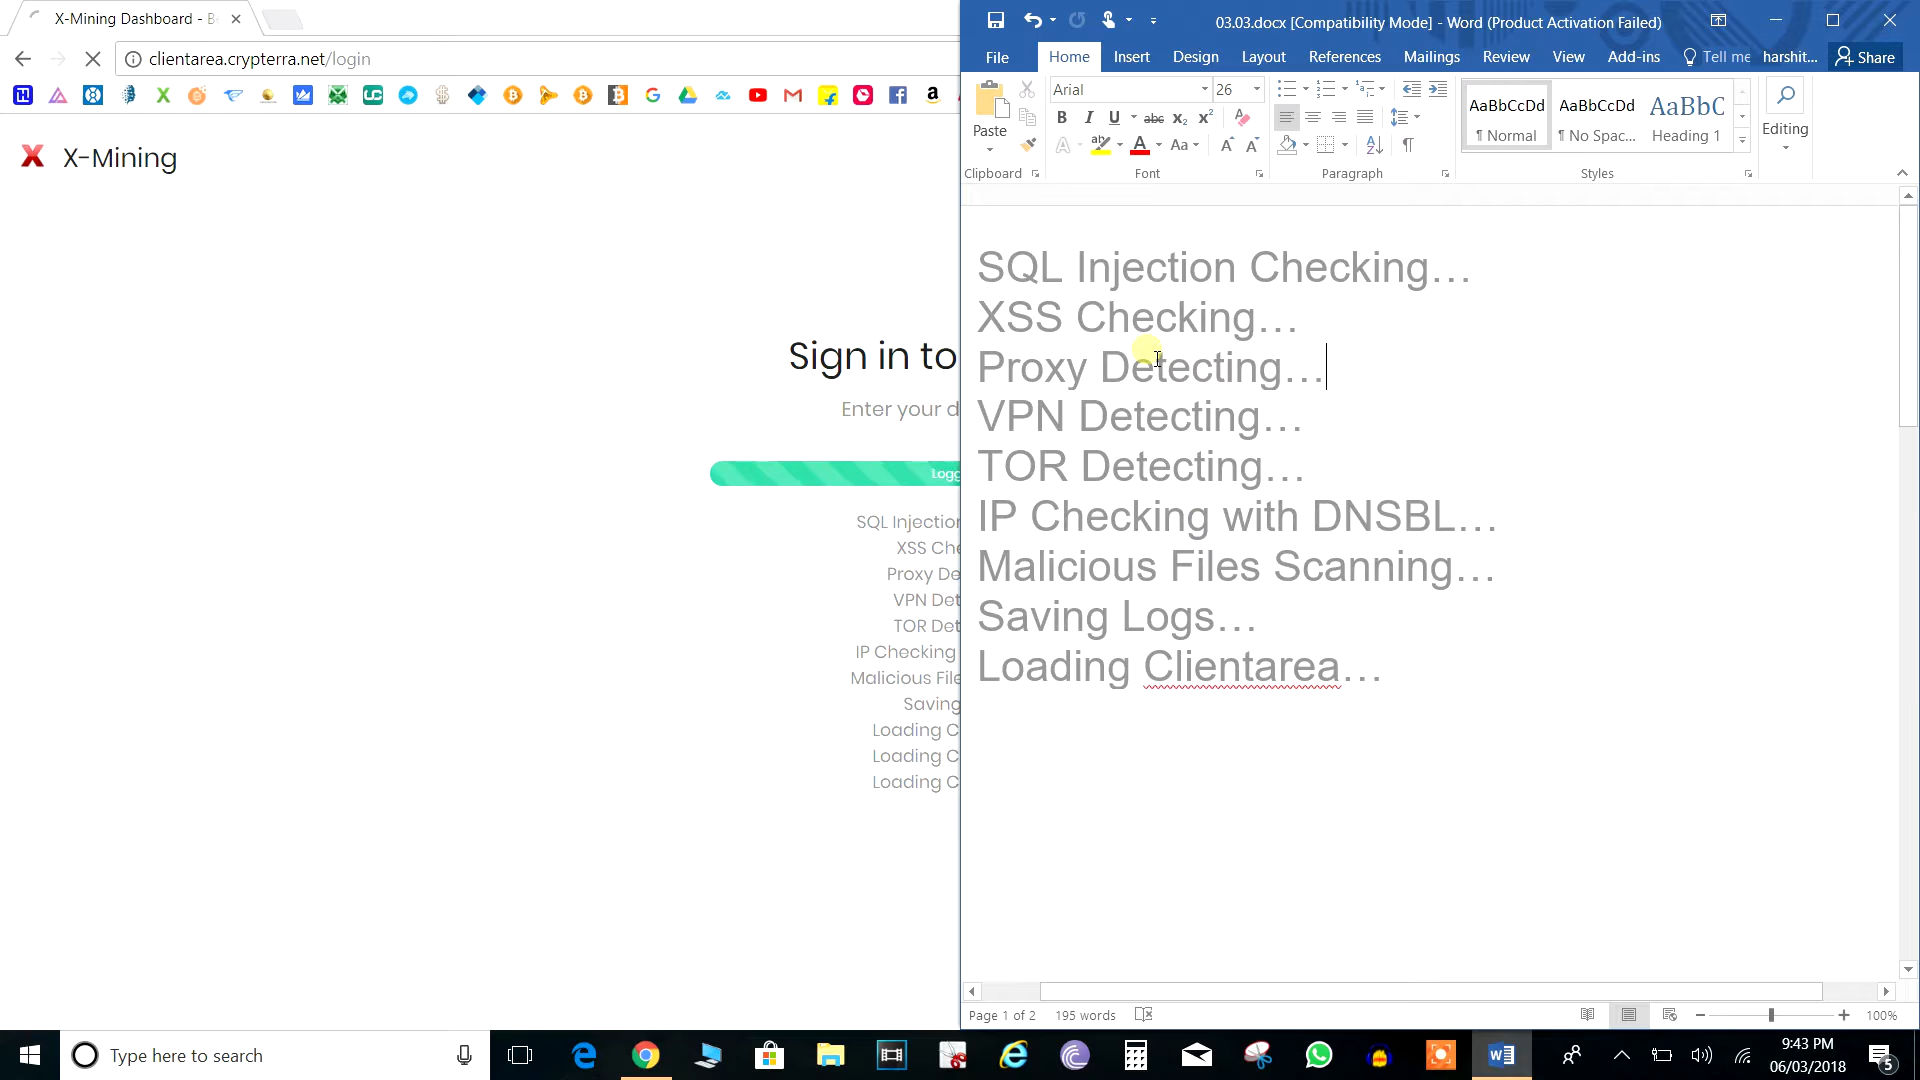 X-Mining Dashboard - Be
clientarea.crypterra.net/login
X-Mining
Sign in to
Enter your d
Logg
SQL Injection
XSS Che
Proxy De
VPN Det
TOR Det
IP Checking
Malicious File
Saving
Loading C
Loading C
Loading C
03.03.docx [Compatibility Mode] - Word (Product Activation Failed)
File Home Insert Design Layout References Mailings Review View Add-ins Tell me harshit... Share
Paste
Arial 26
AaBbCcDd AaBbCcDd AaBbC
¶ Normal ¶ No Spac... Heading 1
Editing
Clipboard Font Paragraph Styles
SQL Injection Checking…
XSS Checking…
Proxy Detecting…
VPN Detecting…
TOR Detecting…
IP Checking with DNSBL…
Malicious Files Scanning…
Saving Logs…
Loading Clientarea…
Page 1 of 2 195 words 100%
Type here to search
9:43 PM
06/03/2018
5